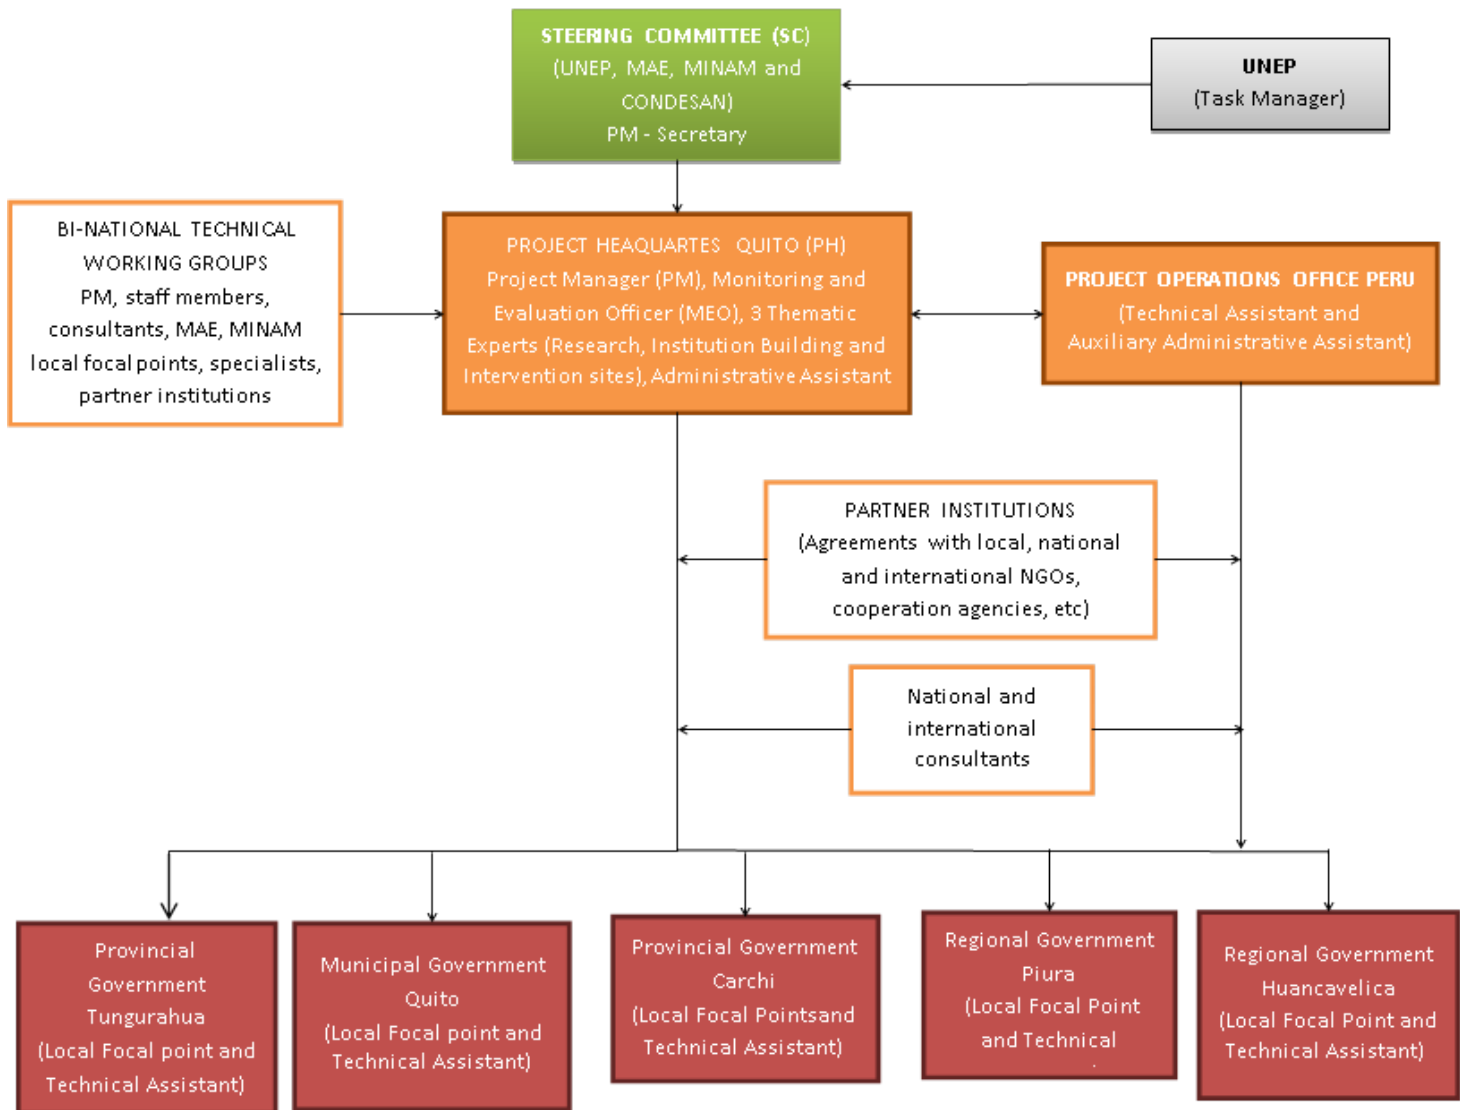 STEERING COMMITTEE (SC)
(UNEP, MAE, MINAM and
CONDESAN)
PM - Secretary
UNEP
(Task Manager)
BI-NATIONAL TECHNICAL
WORKING GROUPS
PM, staff members,
consultants, MAE, MINAM
local focal points, specialists,
partner institutions
PROJECT HEAQUARTES QUITO (PH)
Project Manager (PM), Monitoring and
Evaluation Officer (MEO), 3 Thematic
Experts (Research, Institution Building and
Intervention sites), Administrative Assistant
PROJECT OPERATIONS OFFICE PERU
(Technical Assistant and
Auxiliary Administrative Assistant)
PARTNER INSTITUTIONS
(Agreements with local, national
and international NGOs,
cooperation agencies, etc)
National and
international
consultants
Provincial
Government
Tungurahua
(Local Focal point and
Technical Assistant)
Municipal Government
Quito
(Local Focal point and
Technical Assistant)
Provincial Government
Carchi
(Local Focal Pointsand
Technical Assistant)
Regional Government
Piura
(Local Focal Point
and Technical
Regional Government
Huancavelica
(Local Focal Point and
Technical Assistant)